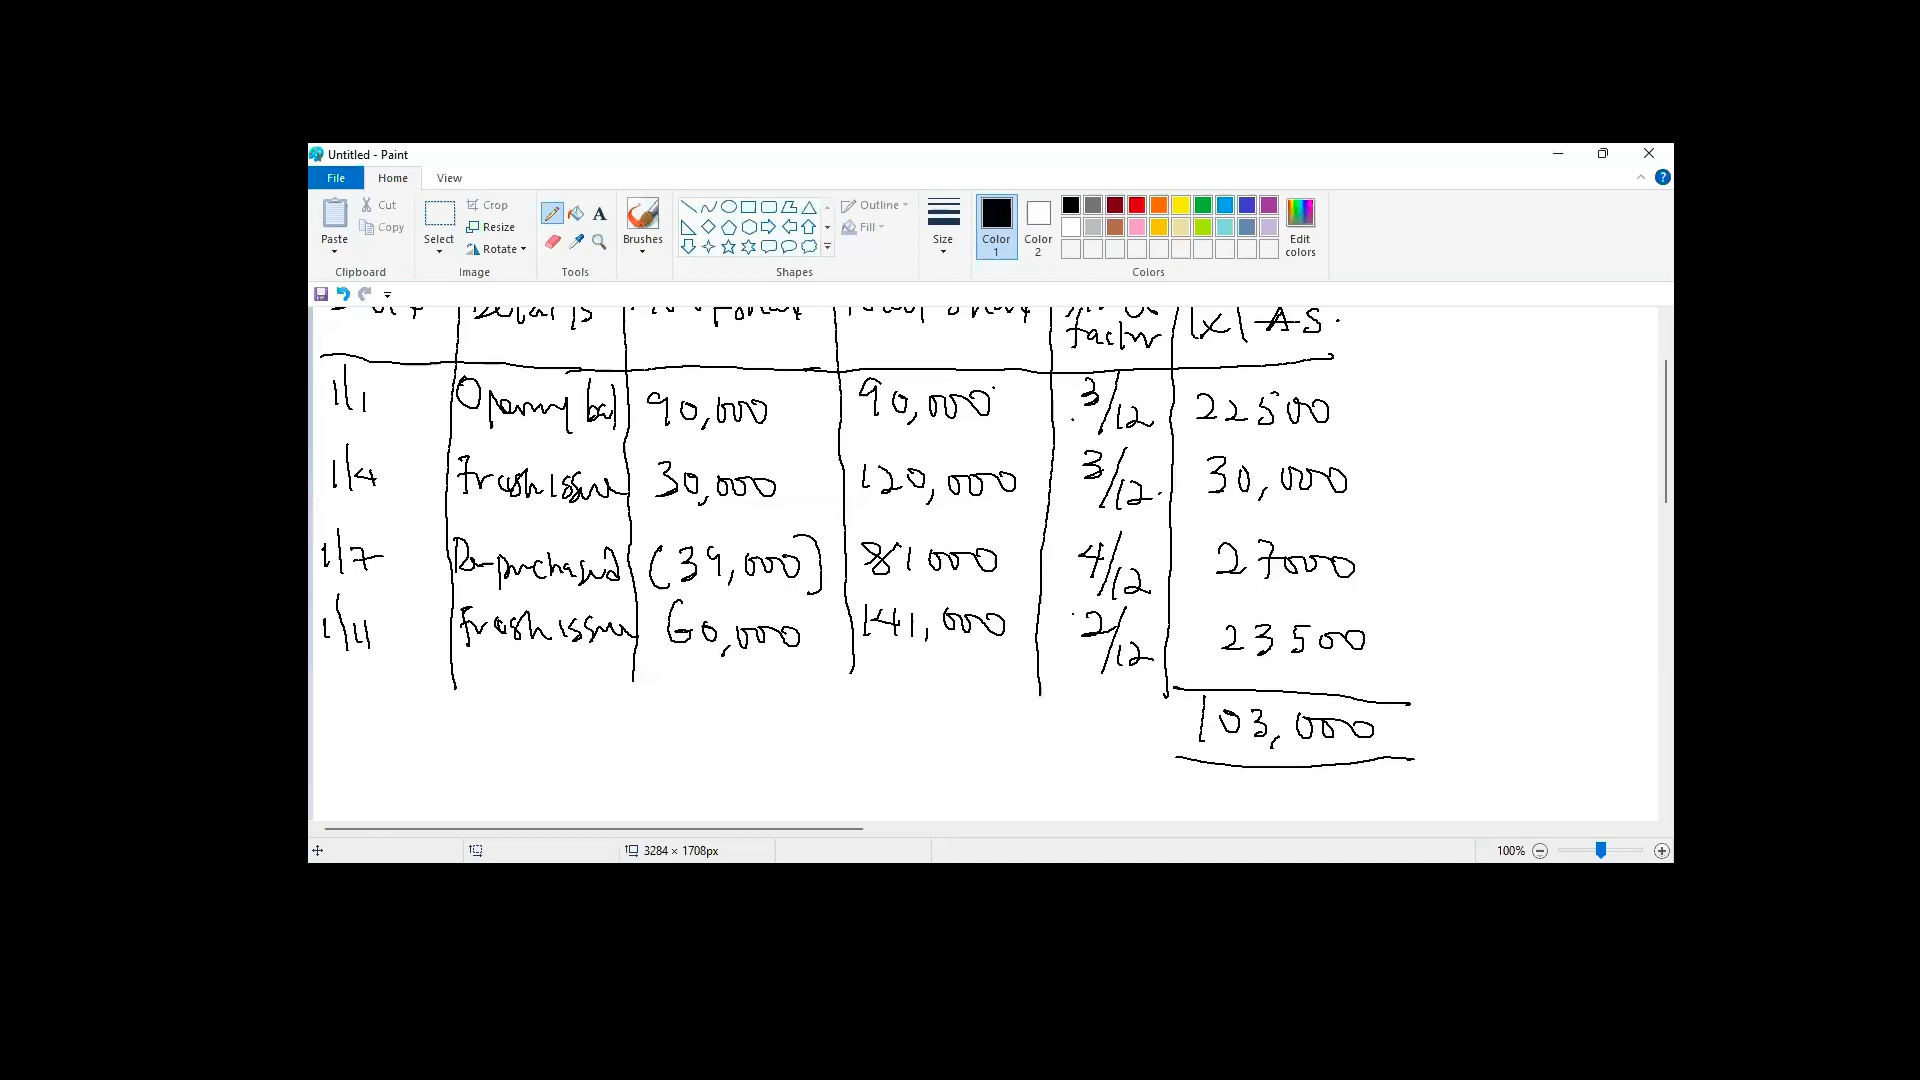 Untitled - Paint
File Home View
Paste Cut Copy Select Crop Resize Rotate Brushes Outline Fill Size Color 1 Color 2 Edit colors
Clipboard Image Tools Shapes Colors
factor
1/1 Opening bal 90,000 90,000 3/12 22500
1/4 Fresh issue 30,000 120,000 3/12 30,000
1/7 Re-purchased (39,000) 81000 4/12 27000
1/11 Fresh issue 60,000 141,000 2/12 23500
103,000
3284 × 1708px 100%